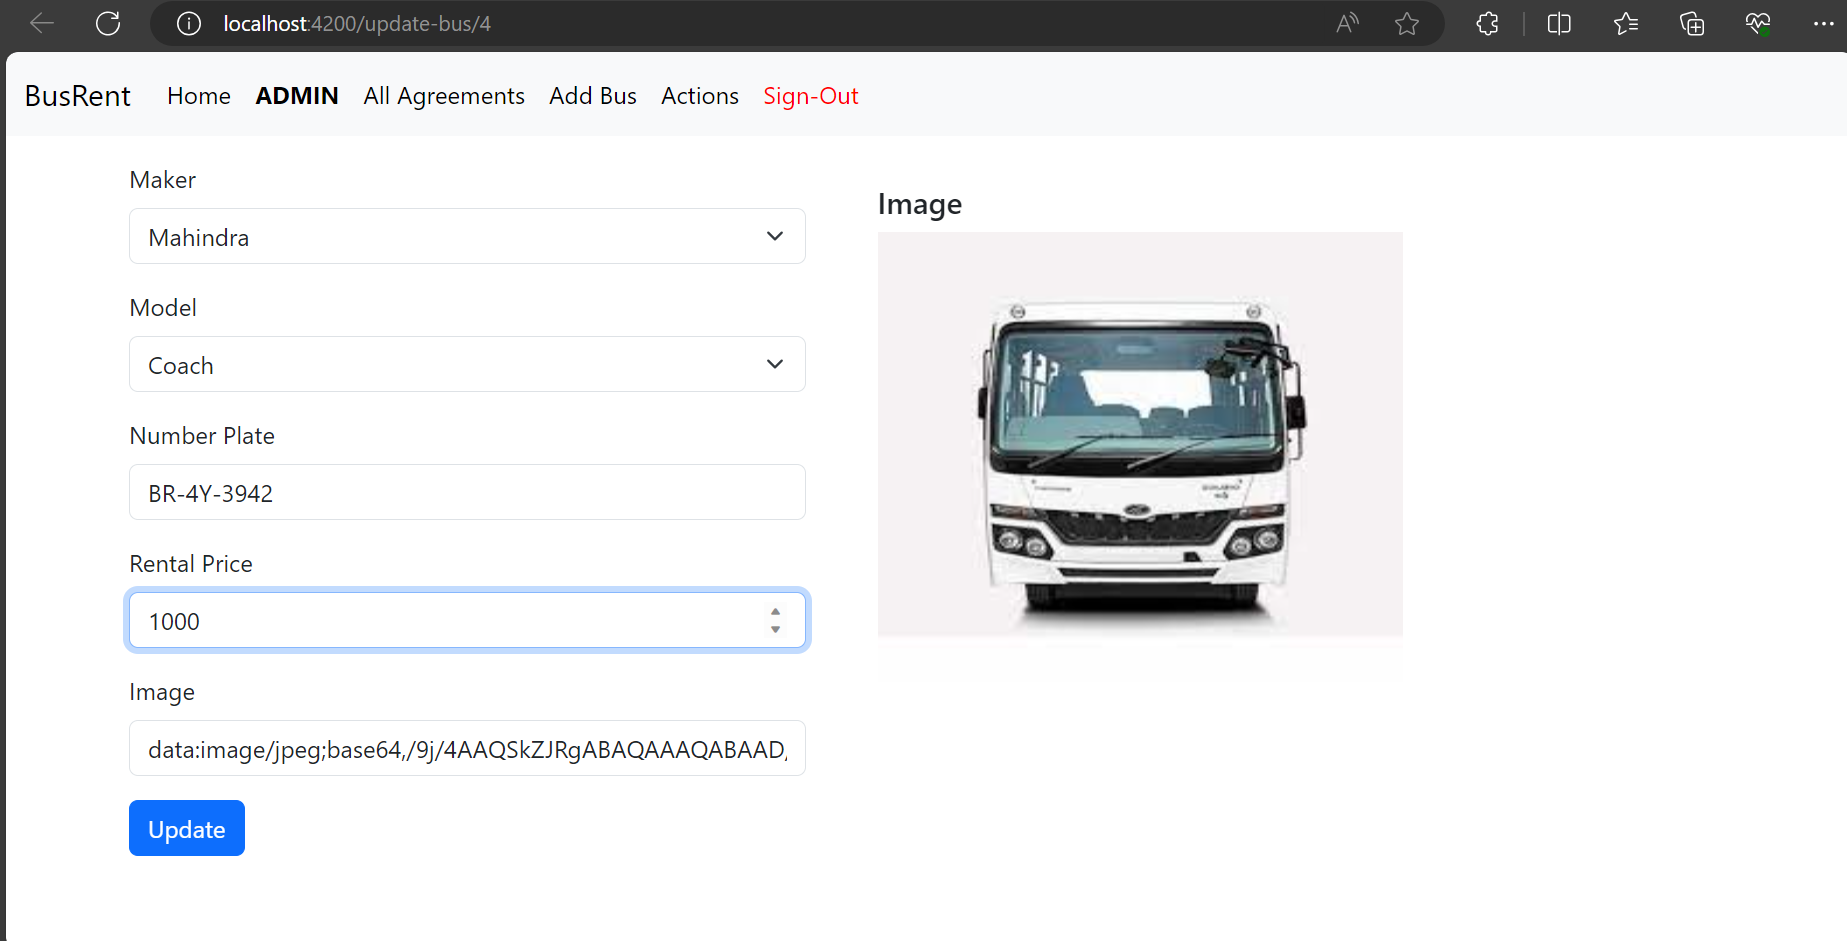 localhost:4200/update-bus/4
BusRent Home ADMIN All Agreements Add Bus Actions Sign-Out
Maker
Mahindra
Model
Coach
Number Plate
BR-4Y-3942
Rental Price
1000
Image
data:image/jpeg;base64,/9j/4AAQSkZJRgABAQAAAQABAAD,
Update
Image